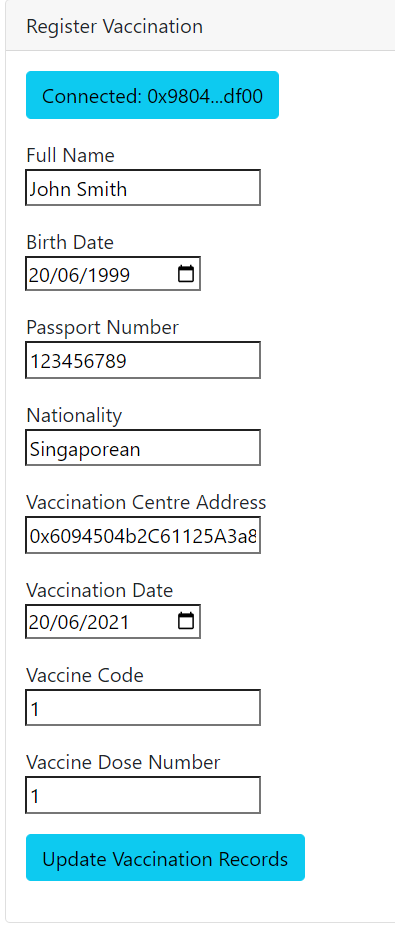 Register Vaccination
Connected: 0x9804...df00
Full Name
John Smith
Birth Date
20/06/1999
Passport Number
123456789
Nationality
Singaporean
Vaccination Centre Address
0x6094504b2C61125A3a8
Vaccination Date
20/06/2021
Vaccine Code
1
Vaccine Dose Number
1
Update Vaccination Records